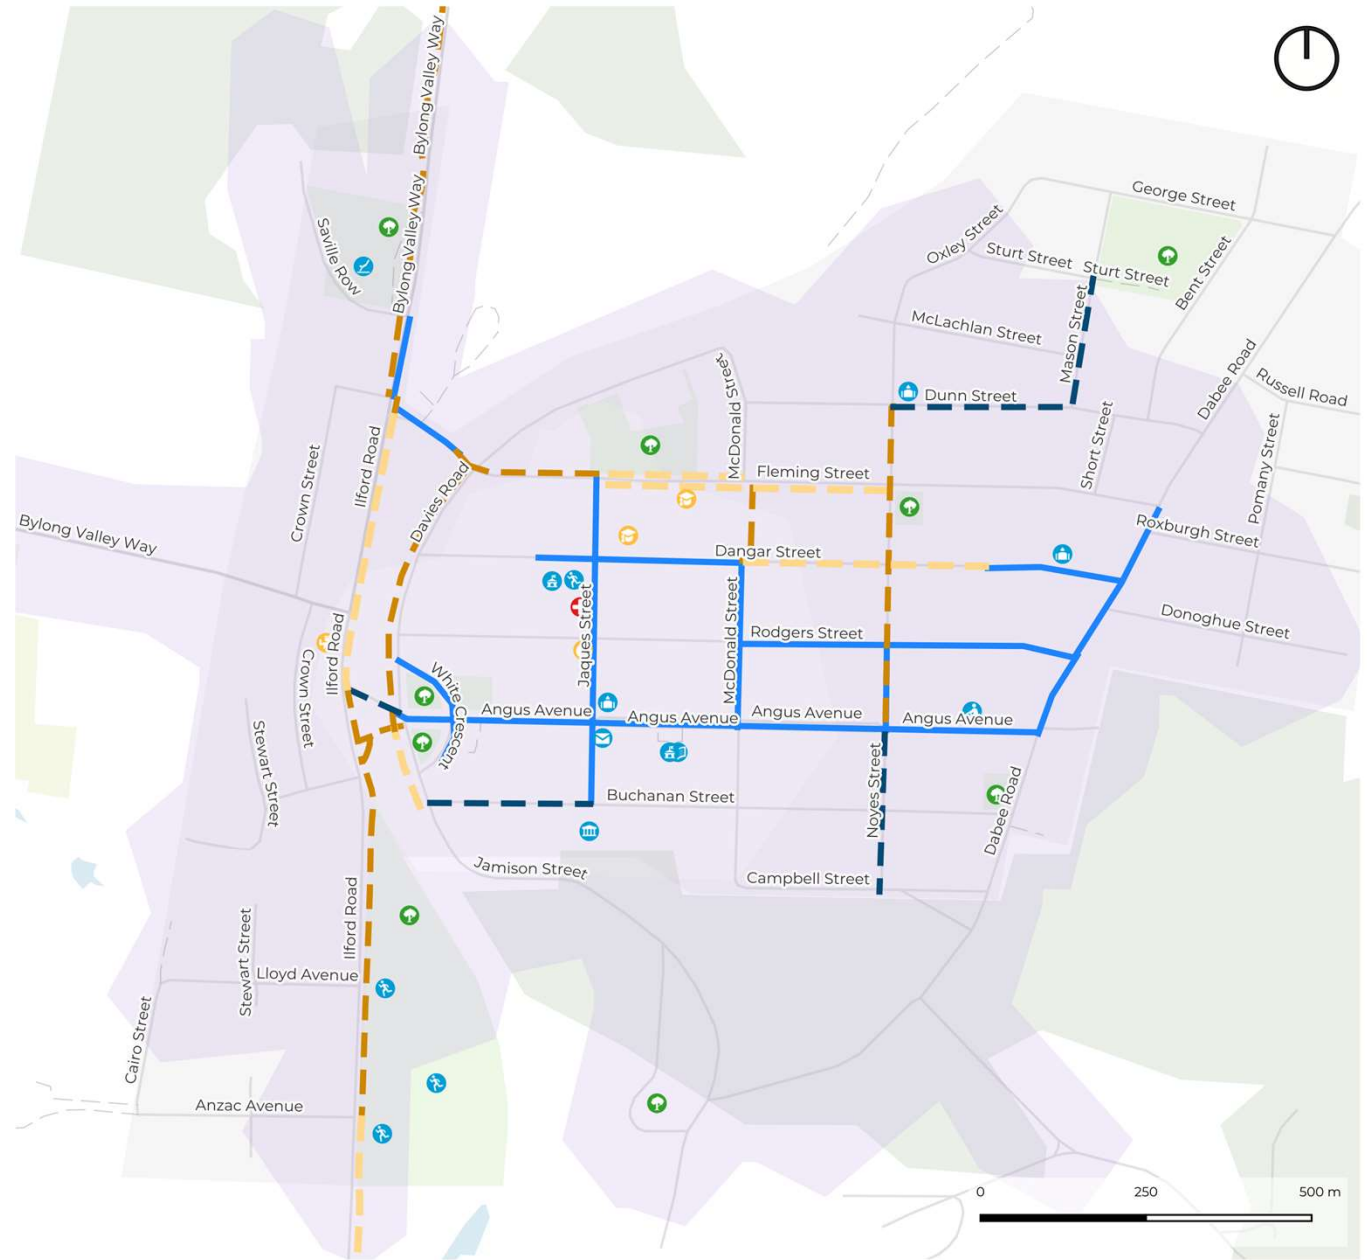 Bylong Valley Way
Bylong Valley Way
Bylong Valley Way
George Street
Saville Row
Oxley Street
Sturt Street
Sturt Street
Bent Street
McLachlan Street
Mason Street
Dabee Road
Russell Road
McDonald Street
Dunn Street
Short Street
Pomany Street
Crown Street
Ilford Road
Davies Road
Fleming Street
Bylong Valley Way
Roxburgh Street
Dangar Street
Jaques Street
McDonald Street
Donoghue Street
Rodgers Street
Ilford Road
Crown Street
White Crescent
Angus Avenue
Angus Avenue
Angus Avenue
Angus Avenue
Stewart Street
Noyes Street
Buchanan Street
Dabee Road
Jamison Street
Campbell Street
Ilford Road
Stewart Street
Lloyd Avenue
Cairo Street
Anzac Avenue
0 250 500 m